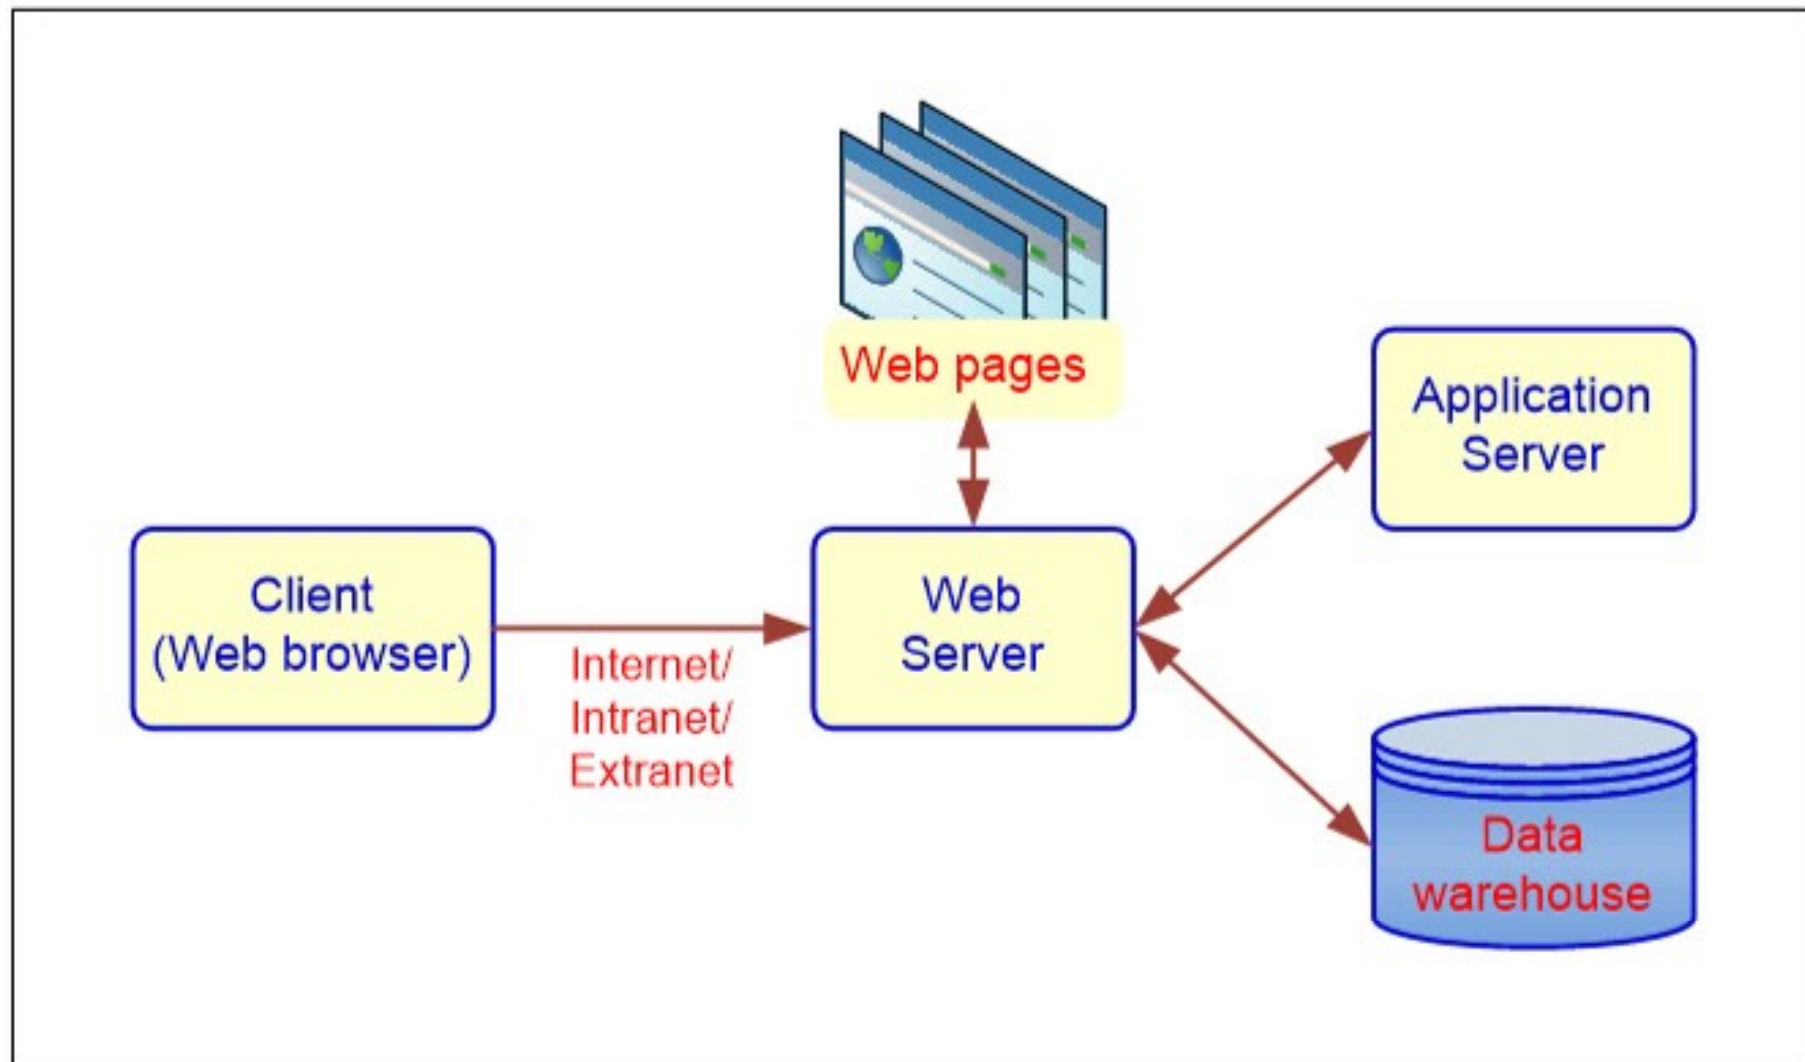 Web pages
Application
Server
Client
(Web browser)
Internet/
Intranet/
Extranet
Web
Server
Data
warehouse